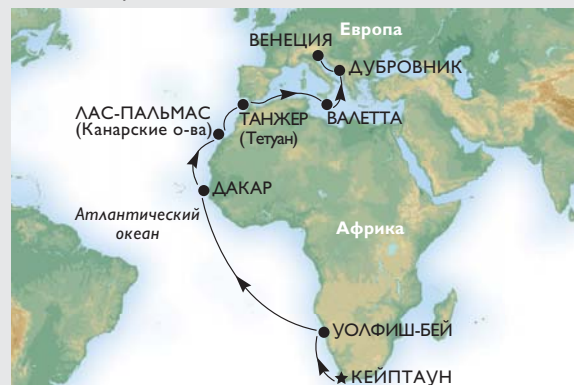 Европа
ВЕНЕЦИЯ
ДУБРОВНИК
ЛАС-ПАЛЬМАС
(Канарские о-ва)
ТАНЖЕР
(Тетуан)
ВАЛЕТТА
ДАКАР
Атлантический
океан
Африка
УОЛФИШ-БЕЙ
КЕЙПТАУН